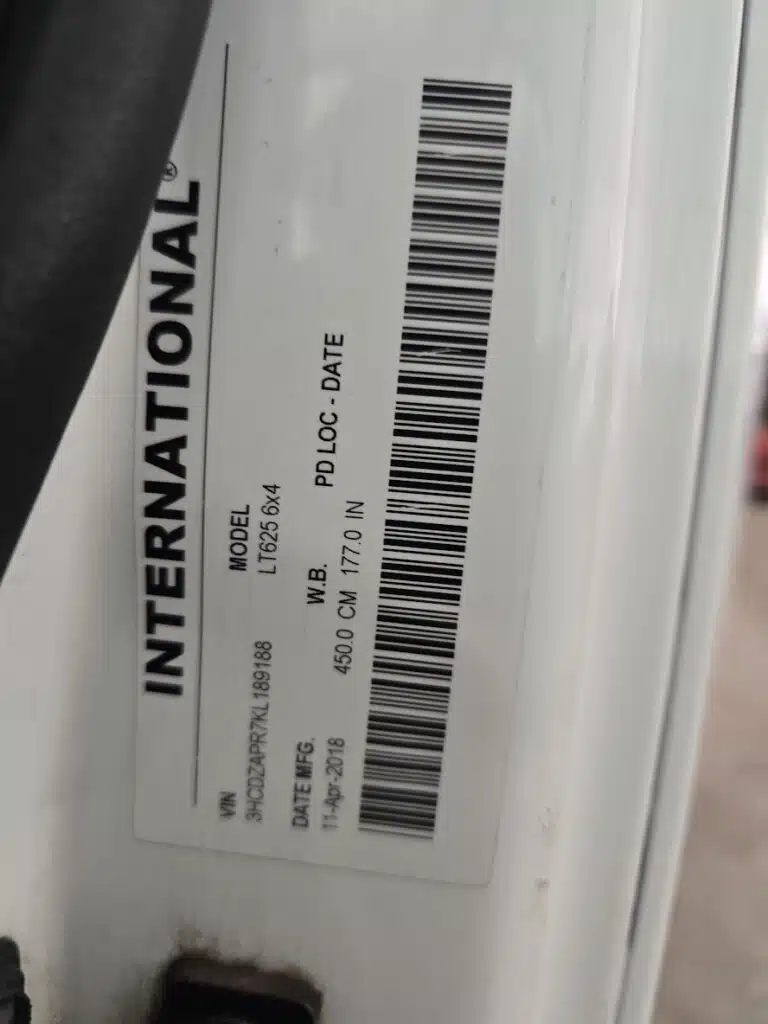 INTERNATIONAL®
VIN
3HCDZAPR7KL189188
MODEL
LT625 6x4
DATE MFG.
11-Apr-2018
W.B.
450.0 CM 177.0 IN
PD LOC - DATE